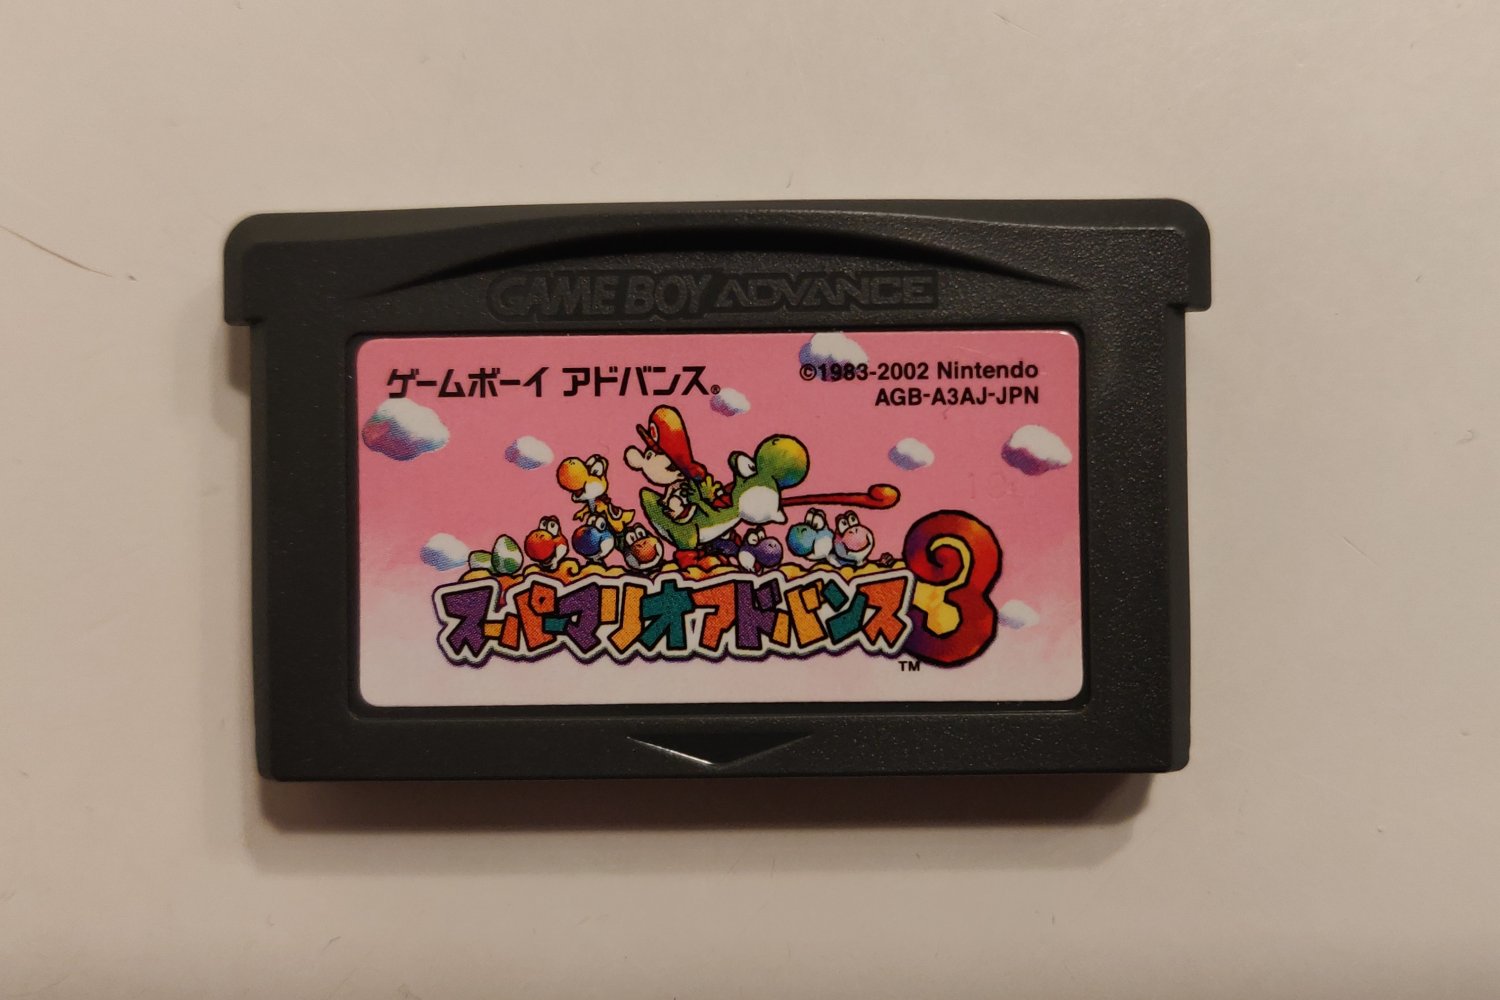 GAME BOY ADVANCE
ゲームボーイ アドバンス®
©1983-2002 Nintendo
AGB-A3AJ-JPN
スーパーマリオアドバンス3
TM